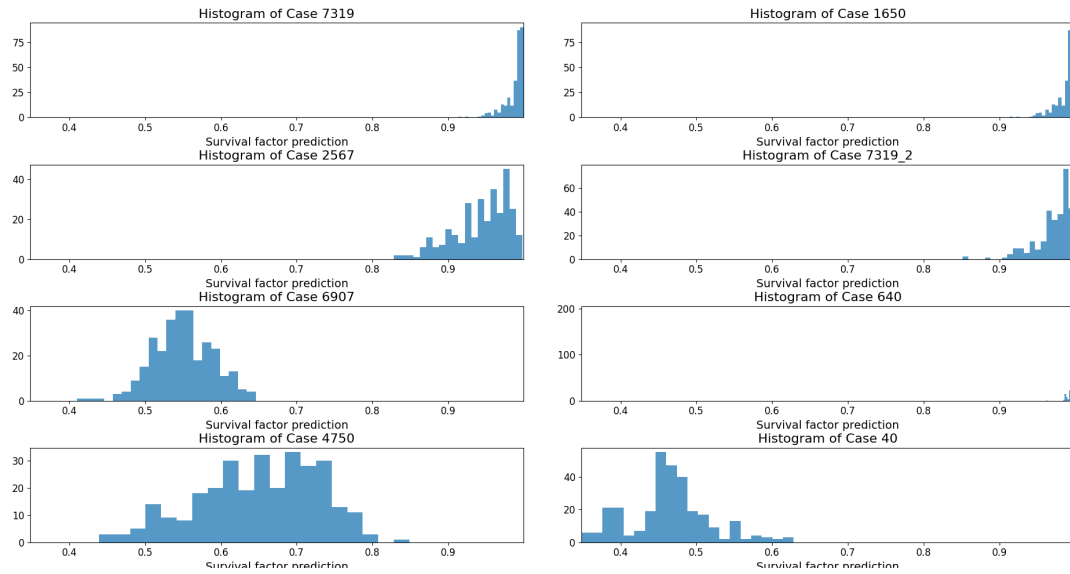 Histogram of Case 7319
75
50
25
0
0.4 0.5 0.6 0.7 0.8 0.9
Survival factor prediction
Histogram of Case 1650
75
50
25
0
0.4 0.5 0.6 0.7 0.8 0.9
Survival factor prediction
Histogram of Case 2567
40
20
0
0.4 0.5 0.6 0.7 0.8 0.9
Survival factor prediction
Histogram of Case 7319_2
60
40
20
0
0.4 0.5 0.6 0.7 0.8 0.9
Survival factor prediction
Histogram of Case 6907
40
20
0
0.4 0.5 0.6 0.7 0.8 0.9
Survival factor prediction
Histogram of Case 640
200
100
0
0.4 0.5 0.6 0.7 0.8 0.9
Survival factor prediction
Histogram of Case 4750
30
20
10
0
0.4 0.5 0.6 0.7 0.8 0.9
Survival factor prediction
Histogram of Case 40
40
20
0
0.4 0.5 0.6 0.7 0.8 0.9
Survival factor prediction